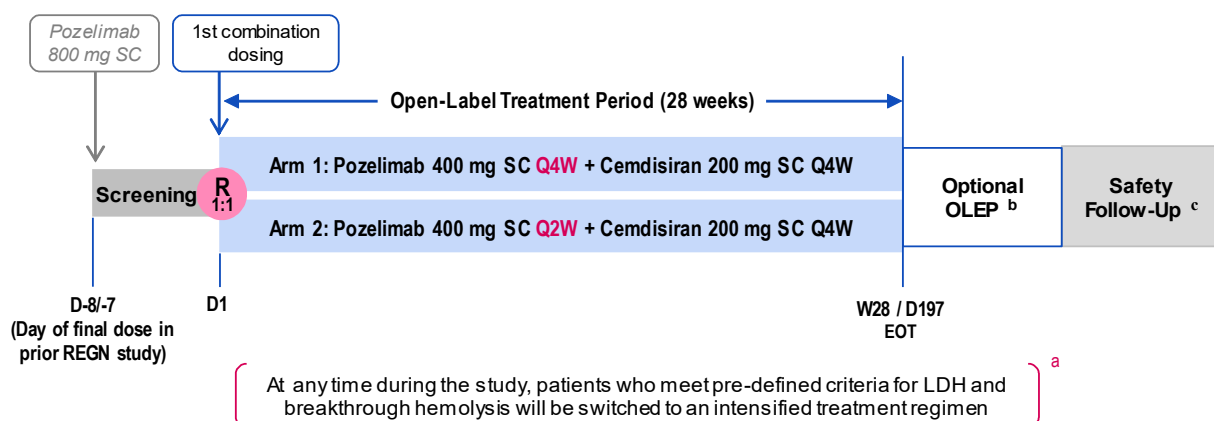 Pozelimab
800 mg SC
1st combination
dosing
Open-Label Treatment Period (28 weeks)
Arm 1: Pozelimab 400 mg SC Q4W + Cemdisiran 200 mg SC Q4W
Screening
R
1:1
Arm 2: Pozelimab 400 mg SC Q2W + Cemdisiran 200 mg SC Q4W
Optional
OLEP b
Safety
Follow-Up c
D-8/-7
(Day of final dose in
prior REGN study)
D1
W28 / D197
EOT
At any time during the study, patients who meet pre-defined criteria for LDH and
breakthrough hemolysis will be switched to an intensified treatment regimen
a